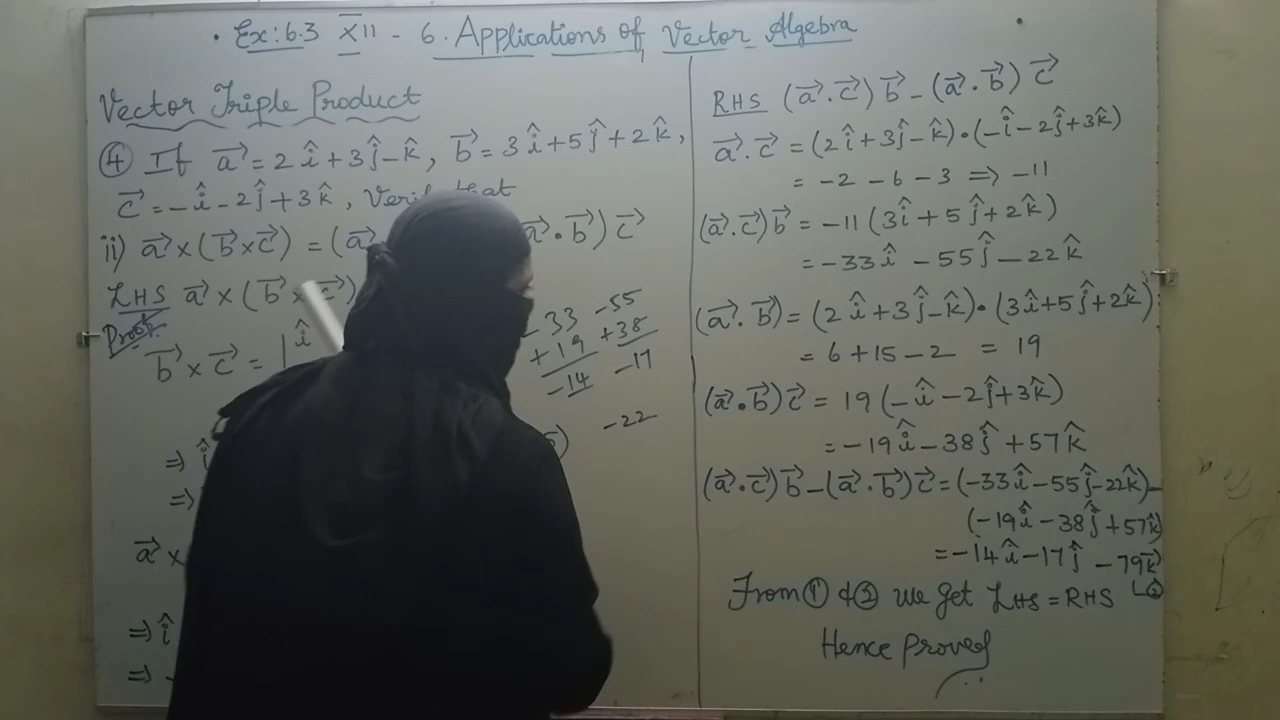 Ex: 6.3 XII - 6. Applications of Vector Algebra
Vector Triple Product
④ If a⃗ = 2î + 3ĵ - k̂, b⃗ = 3î + 5ĵ + 2k̂,
c⃗ = -î - 2ĵ + 3k̂, that
ii) a⃗ × (b⃗ × c⃗) = (a⃗ a⃗ . b⃗) c⃗
LHS a⃗ × (b⃗ × c⃗)
Proof
b⃗ × c⃗ = | î
⇒ î
⇒
a⃗ ×
⇒ î
⇒ -
- 33
+ 19
-14
-55
+38
-17
-22
RHS (a⃗ . c⃗) b⃗ - (a⃗ . b⃗) c⃗
a⃗ . c⃗ = (2î + 3ĵ - k̂) . (-î - 2ĵ + 3k̂)
= -2 - 6 - 3 ⇒ -11
(a⃗ . c⃗) b⃗ = -11 (3î + 5ĵ + 2k̂)
= -33î - 55ĵ - 22k̂
(a⃗ . b⃗) = (2î + 3ĵ - k̂) . (3î + 5ĵ + 2k̂)
= 6 + 15 - 2 = 19
(a⃗ . b⃗) c⃗ = 19 (-î - 2ĵ + 3k̂)
= -19î - 38ĵ + 57k̂
(a⃗ . c⃗) b⃗ - (a⃗ . b⃗) c⃗ = (-33î - 55ĵ - 22k̂) -
(-19î - 38ĵ + 57k̂)
= -14î - 17ĵ - 79k̂
└②
From ① & ② we get LHS = RHS
Hence Proved